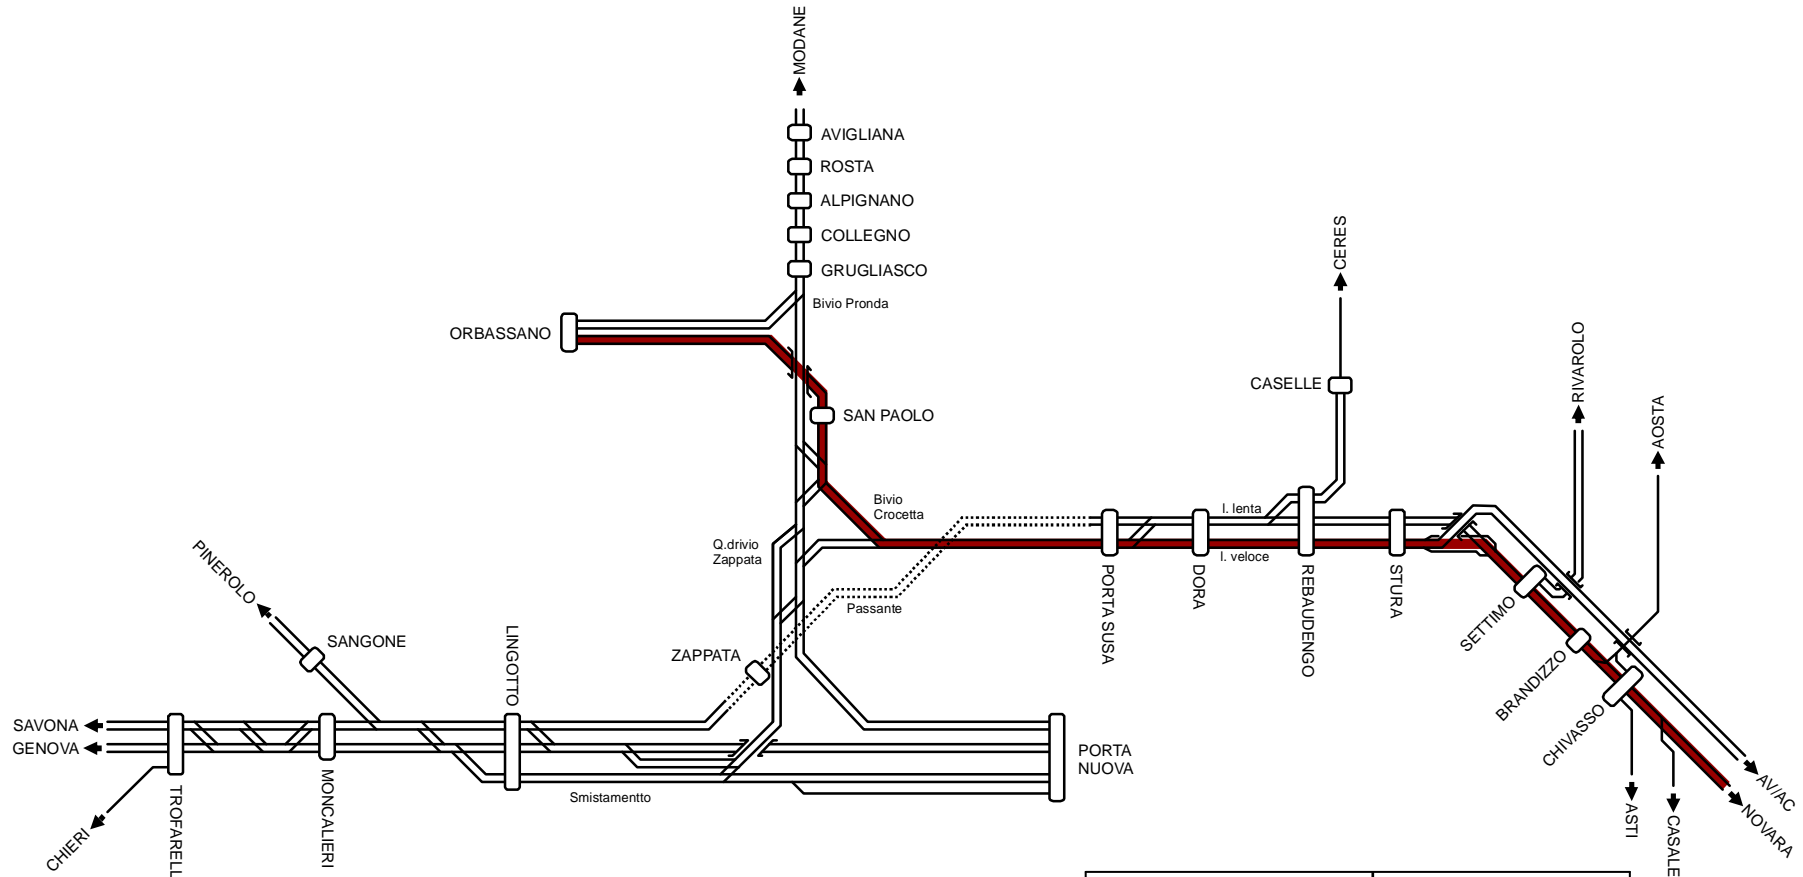 MODANE
AVIGLIANA
ROSTA
ALPIGNANO
COLLEGNO
GRUGLIASCO
Bivio Pronda
ORBASSANO
SAN PAOLO
CERES
CASELLE
RIVAROLO
AOSTA
Bivio
Crocetta
l. lenta
l. veloce
Q.drivio
Zappata
Passante
PORTA SUSA
DORA
REBAUDENGO
STURA
SETTIMO
BRANDIZZO
CHIVASSO
PINEROLO
SANGONE
LINGOTTO
ZAPPATA
SAVONA
GENOVA
CHIERI
TROFARELL
MONCALIERI
Smistamentto
PORTA
NUOVA
ASTI
CASALE
AV/AC
NOVARA